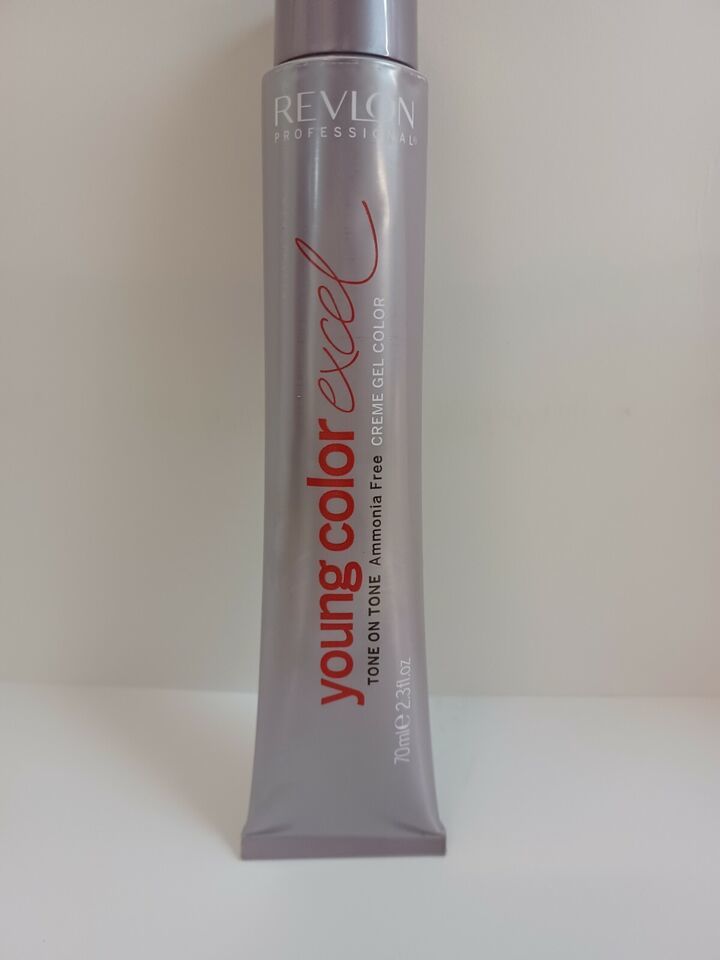 REVLON
PROFESSIONAL®
young color excel
TONE ON TONE Ammonia Free CREME GEL COLOR
70ml℮ 2.3fl.oz